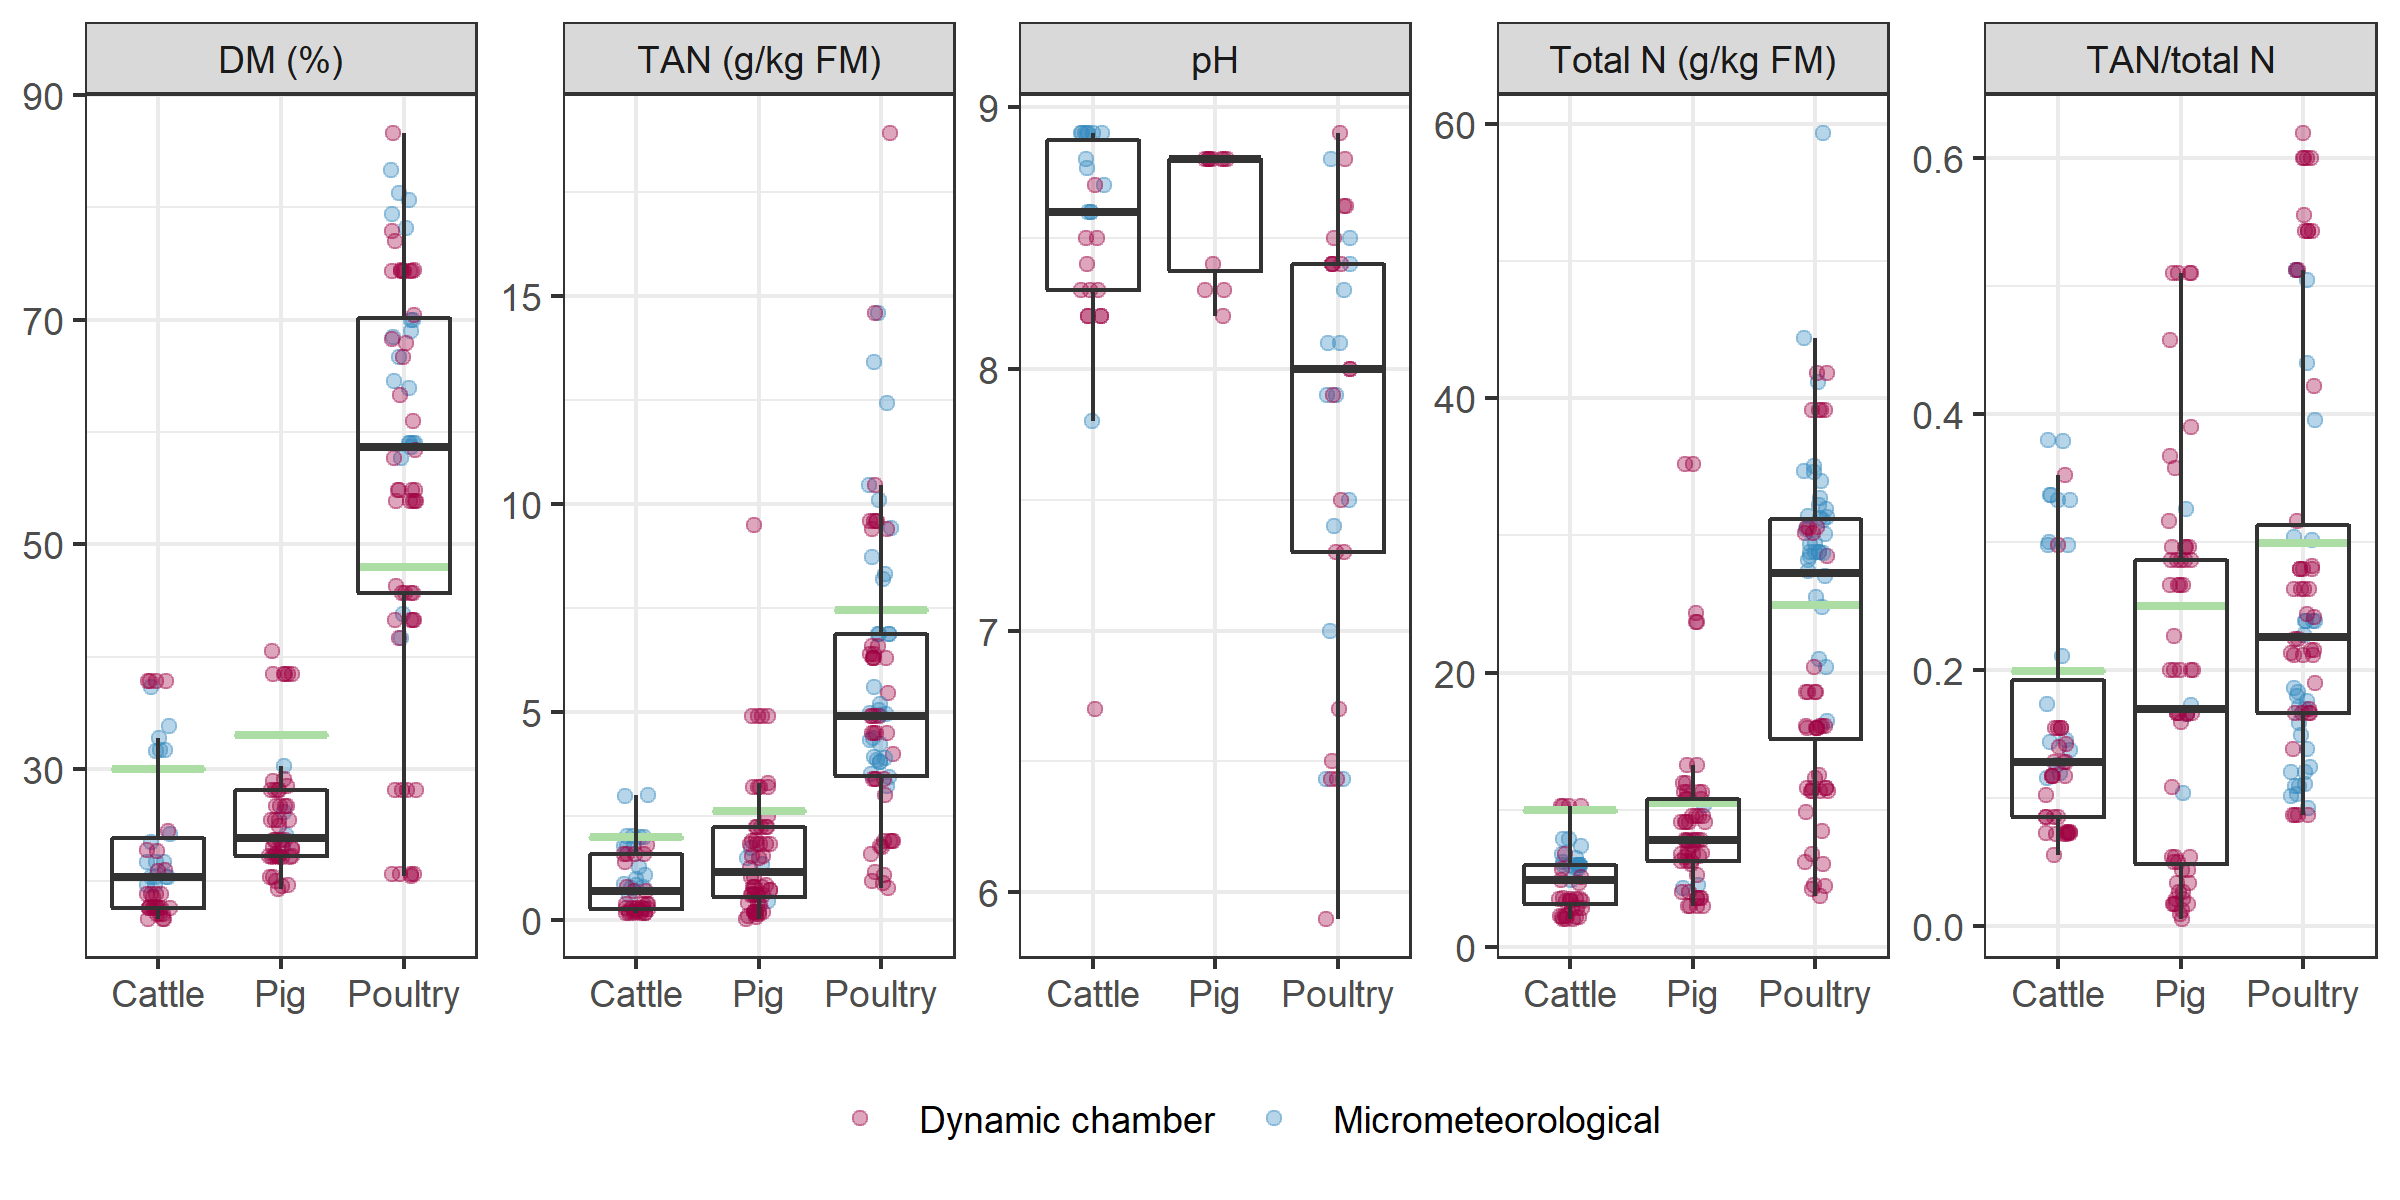 DM (%)
TAN (g/kg FM)
pH
Total N (g/kg FM)
TAN/total N
90
70
50
30
15
10
5
0
9
8
7
6
60
40
20
0
0.6
0.4
0.2
0.0
Cattle Pig Poultry
Cattle Pig Poultry
Cattle Pig Poultry
Cattle Pig Poultry
Cattle Pig Poultry
Dynamic chamber
Micrometeorological